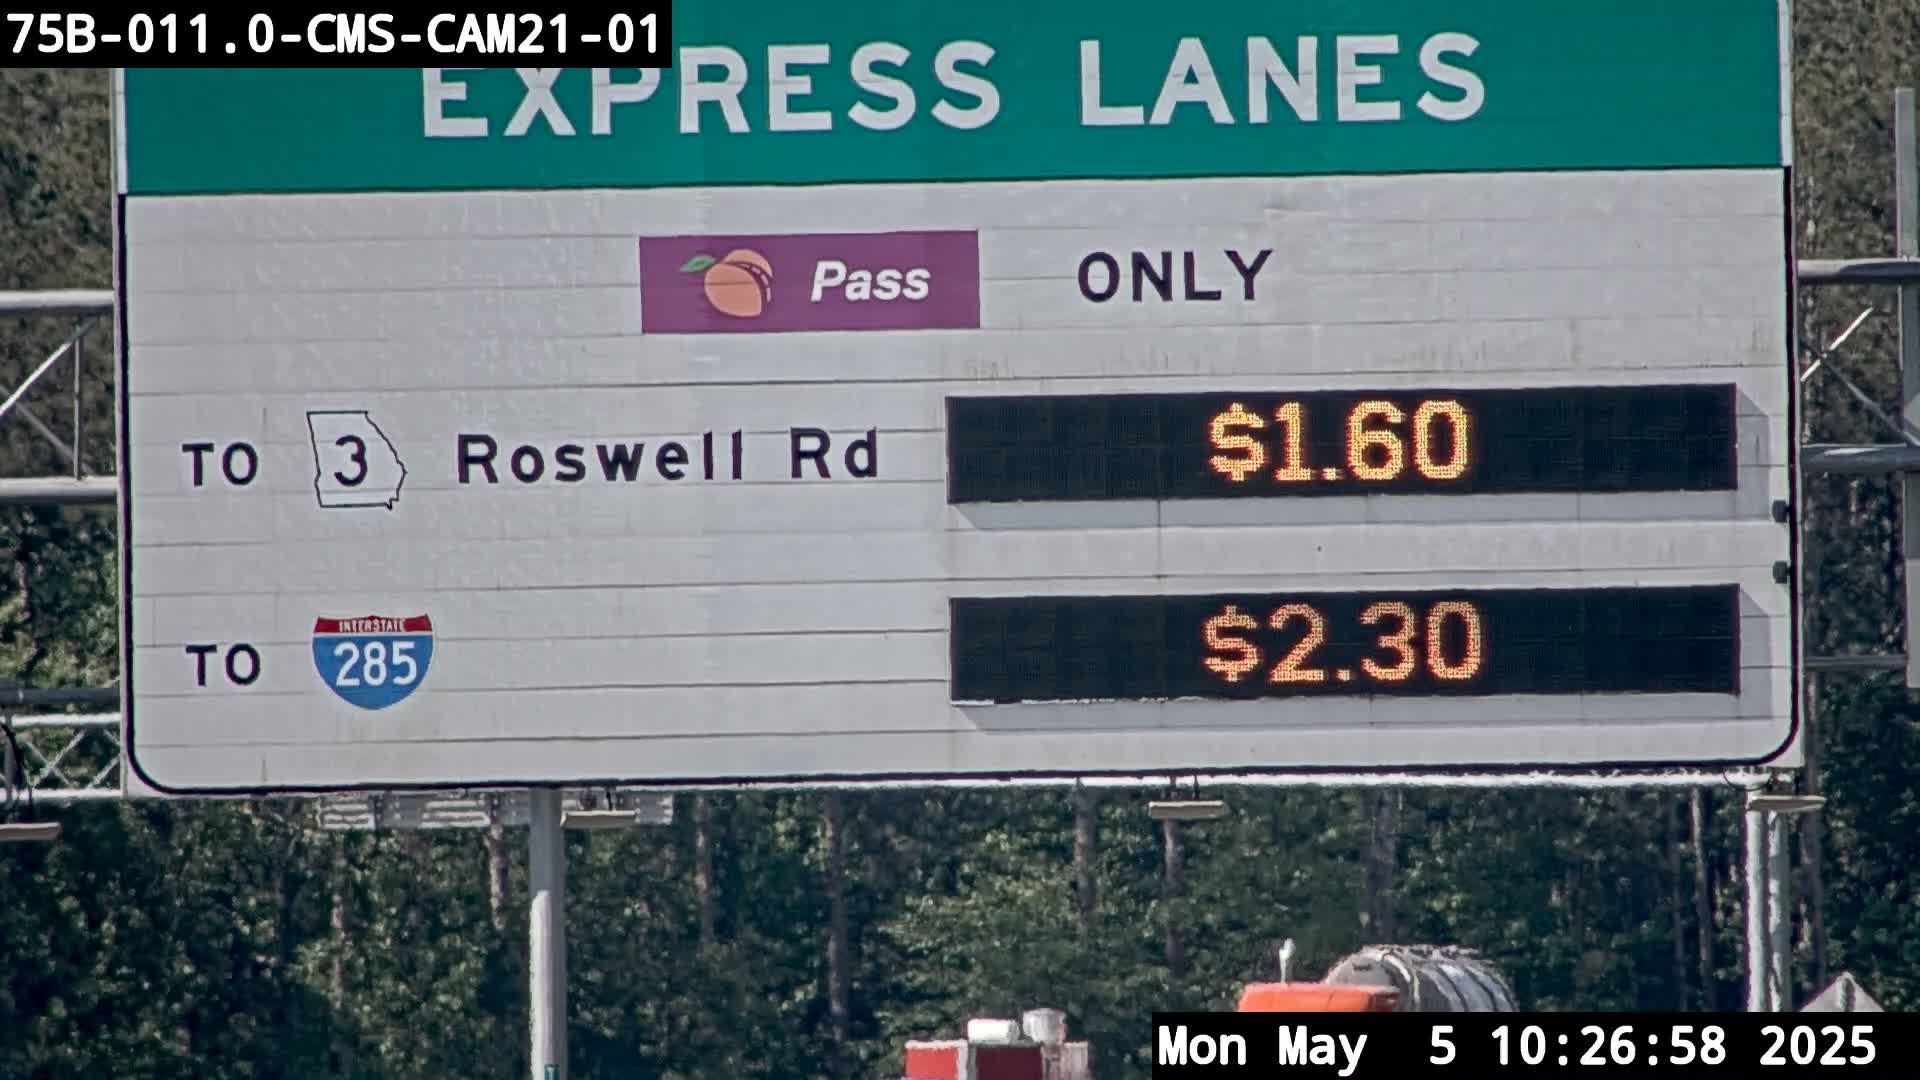 75B-011.0-CMS-CAM21-01
EXPRESS LANES
Pass ONLY
TO 3 Roswell Rd $1.60
INTERSTATE
TO 285 $2.30
Mon May 5 10:26:58 2025